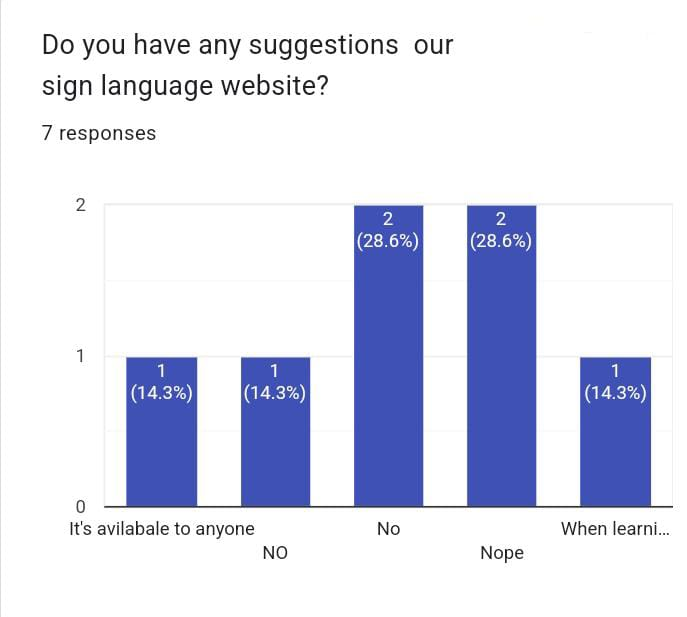 Do you have any suggestions  our
sign language website?
7 responses
2
2
(28.6%)
2
(28.6%)
1
1
(14.3%)
1
(14.3%)
1
(14.3%)
0
It's avilabale to anyone
NO
No
Nope
When learni...